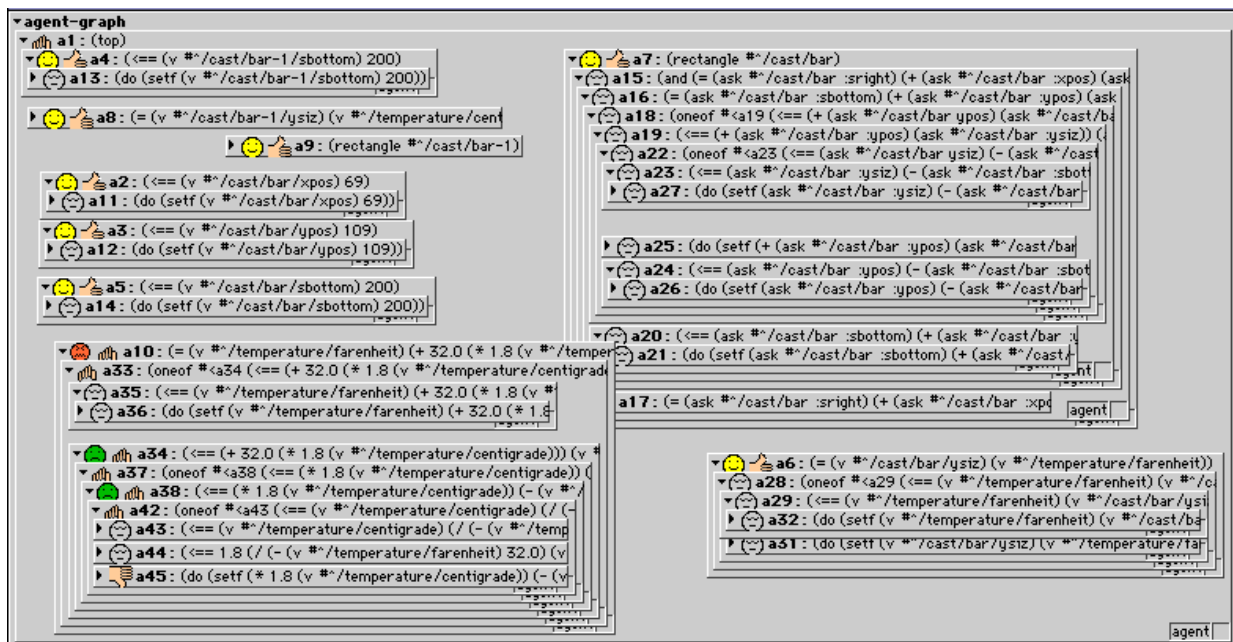 agent-graph
a1: (top)
a4: (<== (v #^/cast/bar-1/sbottom) 200)
a13: (do (setf (v #^/cast/bar-1/sbottom) 200))
a8: (= (v #^/cast/bar-1/ysiz) (v #^/temperature/cent
a9: (rectangle #^/cast/bar-1)
a2: (<== (v #^/cast/bar/xpos) 69)
a11: (do (setf (v #^/cast/bar/xpos) 69))
a3: (<== (v #^/cast/bar/ypos) 109)
a12: (do (setf (v #^/cast/bar/ypos) 109))
a5: (<== (v #^/cast/bar/sbottom) 200)
a14: (do (setf (v #^/cast/bar/sbottom) 200))
a7: (rectangle #^/cast/bar)
a15: (and (= (ask #^/cast/bar :sright) (+ (ask #^/cast/bar :xpos) (ask
a16: (= (ask #^/cast/bar :sbottom) (+ (ask #^/cast/bar :ypos) (ask
a18: (oneof #<a19 (<== (+ (ask #^/cast/bar ypos) (ask #^/cast/ba
a19: (<== (+ (ask #^/cast/bar :ypos) (ask #^/cast/bar :ysiz)) (
a22: (oneof #<a23 (<== (ask #^/cast/bar ysiz) (- (ask #^/cast
a23: (<== (ask #^/cast/bar :ysiz) (- (ask #^/cast/bar :sbott
a27: (do (setf (ask #^/cast/bar :ysiz) (- (ask #^/cast/bar
a25: (do (setf (+ (ask #^/cast/bar :ypos) (ask #^/cast/bar
a24: (<== (ask #^/cast/bar :ypos) (- (ask #^/cast/bar :sbot
a26: (do (setf (ask #^/cast/bar :ypos) (- (ask #^/cast/bar
a20: (<== (ask #^/cast/bar :sbottom) (+ (ask #^/cast/bar :y
a21: (do (setf (ask #^/cast/bar :sbottom) (+ (ask #^/cast/
a17: (= (ask #^/cast/bar :sright) (+ (ask #^/cast/bar :xpo
agent
a10: (= (v #^/temperature/farenheit) (+ 32.0 (* 1.8 (v #^/temper
a33: (oneof #<a34 (<== (+ 32.0 (* 1.8 (v #^/temperature/centigrade
a35: (<== (v #^/temperature/farenheit) (+ 32.0 (* 1.8 (v #^
a36: (do (setf (v #^/temperature/farenheit) (+ 32.0 (* 1.8
a34: (<== (+ 32.0 (* 1.8 (v #^/temperature/centigrade))) (v #
a37: (oneof #<a38 (<== (* 1.8 (v #^/temperature/centigrade)) (
a38: (<== (* 1.8 (v #^/temperature/centigrade)) (- (v #^/
a42: (oneof #<a43 (<== (v #^/temperature/centigrade) (/ (-
a43: (<== (v #^/temperature/centigrade) (/ (- (v #^/temp
a44: (<== 1.8 (/ (- (v #^/temperature/farenheit) 32.0) (v
a45: (do (setf (* 1.8 (v #^/temperature/centigrade)) (- (v
a6: (= (v #^/cast/bar/ysiz) (v #^/temperature/farenheit))
a28: (oneof #<a29 (<== (v #^/temperature/farenheit) (v #^/c
a29: (<== (v #^/temperature/farenheit) (v #^/cast/bar/ysi
a32: (do (setf (v #^/temperature/farenheit) (v #^/cast/ba
a31: (do (setf (v #^/cast/bar/ysiz) (v #^/temperature/fa
agent